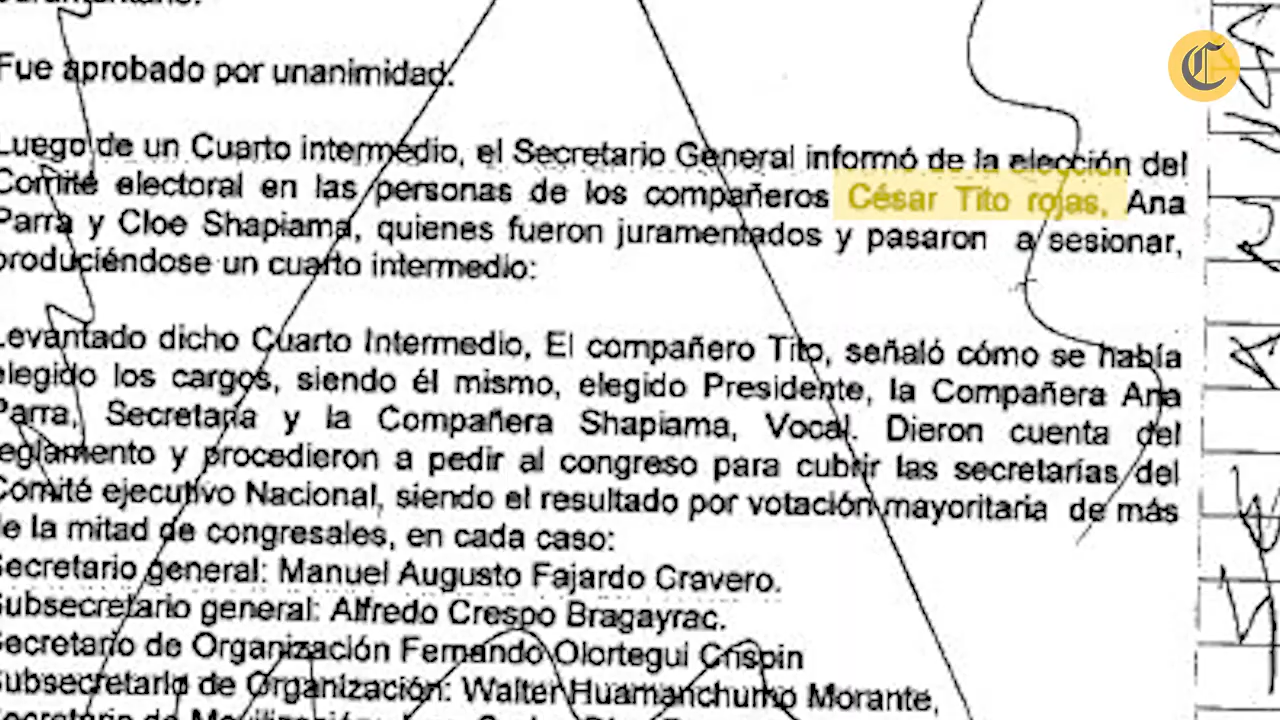 Fue aprobado por unanimidad.
Luego de un Cuarto intermedio, el Secretario General informó de la elección del
Comité electoral en las personas de los compañeros César Tito rojas, Ana
Parra y Cloe Shapiama, quienes fueron juramentados y pasaron a sesionar,
produciéndose un cuarto intermedio:
Levantado dicho Cuarto Intermedio, El compañero Tito, señaló cómo se había
elegido los cargos, siendo él mismo, elegido Presidente, la Compañera Ana
Parra, Secretaria y la Compañera Shapiama, Vocal. Dieron cuenta del
reglamento y procedieron a pedir al congreso para cubrir las secretarías del
Comité ejecutivo Nacional, siendo el resultado por votación mayoritaria de más
de la mitad de congresales, en cada caso:
Secretario general: Manuel Augusto Fajardo Cravero.
Subsecretario general: Alfredo Crespo Bragayrac.
Secretario de Organización Fernando Olortegui Crispin
Subsecretario de Organización: Walter Huamanchumo Morante,
C